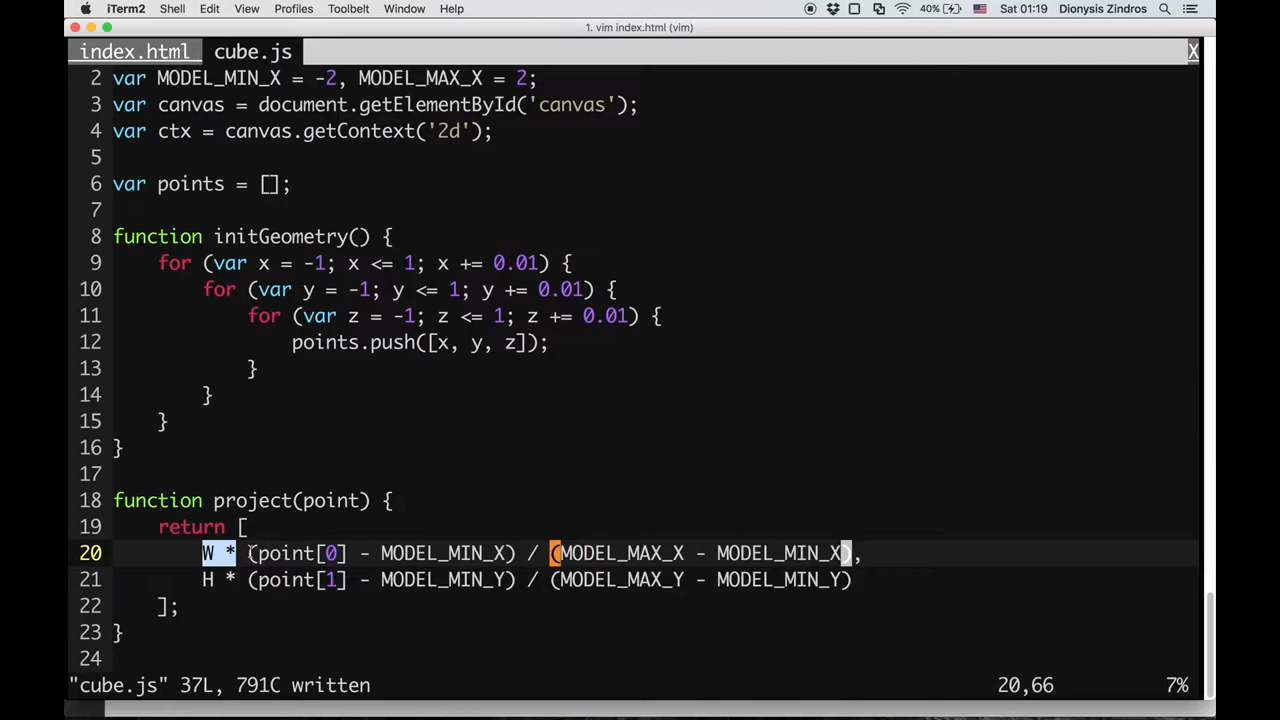 iTerm2 Shell Edit View Profiles Toolbelt Window Help 40% Sat 01:19 Dionysis Zindros
1. vim index.html (vim)
index.html cube.js X
2 var MODEL_MIN_X = -2, MODEL_MAX_X = 2;
3 var canvas = document.getElementById('canvas');
4 var ctx = canvas.getContext('2d');
5
6 var points = [];
7
8 function initGeometry() {
9     for (var x = -1; x <= 1; x += 0.01) {
10         for (var y = -1; y <= 1; y += 0.01) {
11             for (var z = -1; z <= 1; z += 0.01) {
12                 points.push([x, y, z]);
13             }
14         }
15     }
16 }
17
18 function project(point) {
19     return [
20         W * (point[0] - MODEL_MIN_X) / (MODEL_MAX_X - MODEL_MIN_X),
21         H * (point[1] - MODEL_MIN_Y) / (MODEL_MAX_Y - MODEL_MIN_Y)
22     ];
23 }
24
"cube.js" 37L, 791C written 20,66 7%